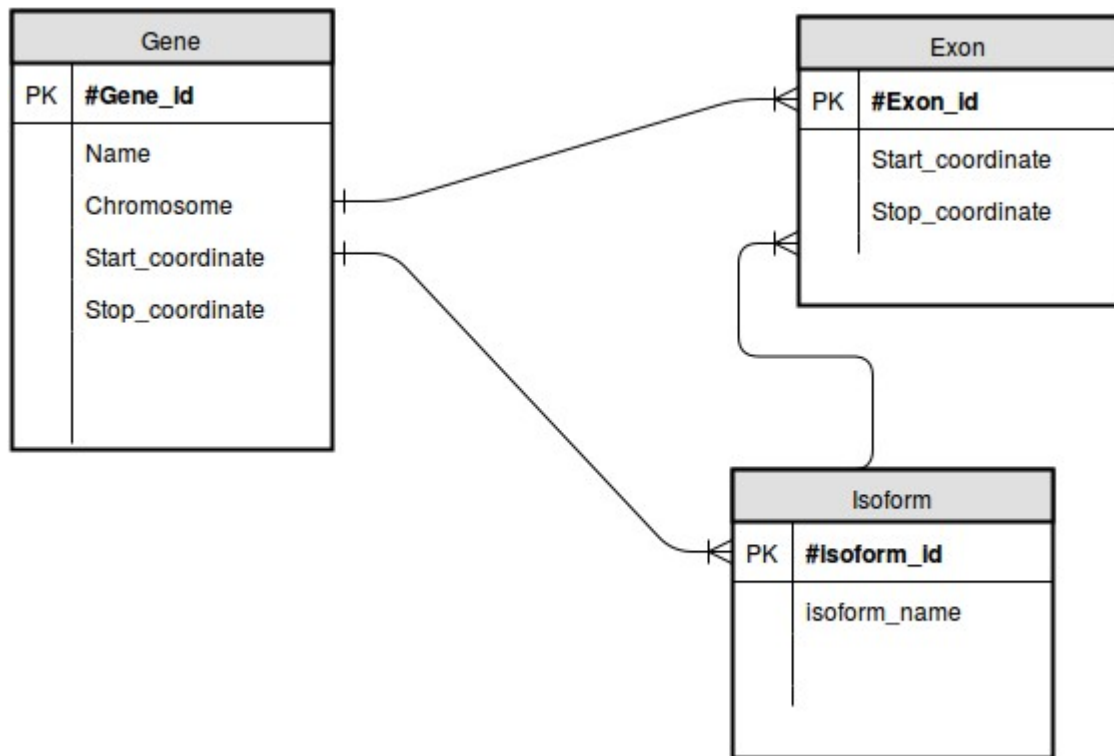 Gene
PK #Gene_id
Name
Chromosome
Start_coordinate
Stop_coordinate
Exon
PK #Exon_id
Start_coordinate
Stop_coordinate
Isoform
PK #isoform_id
isoform_name